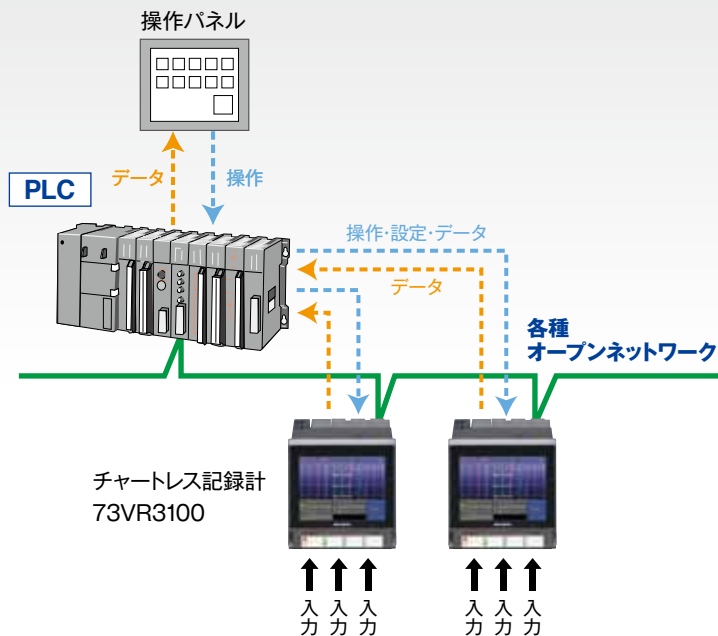 操作パネル
データ
操作
PLC
操作・設定・データ
データ
各種
オープンネットワーク
チャートレス記録計
73VR3100
入力
入力
入力
入力
入力
入力